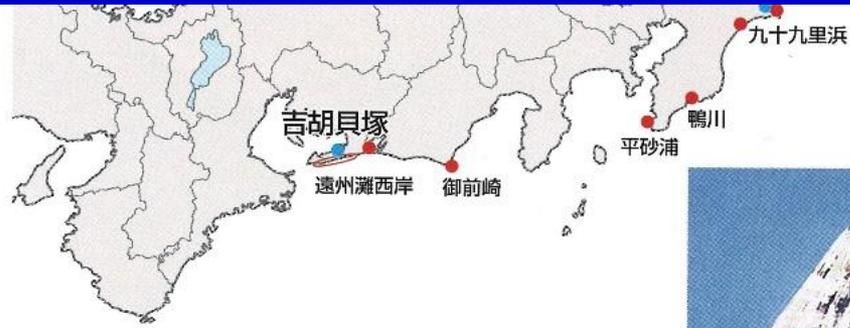 九十九里浜
鴨川
平砂浦
吉胡貝塚
遠州灘西岸
御前崎